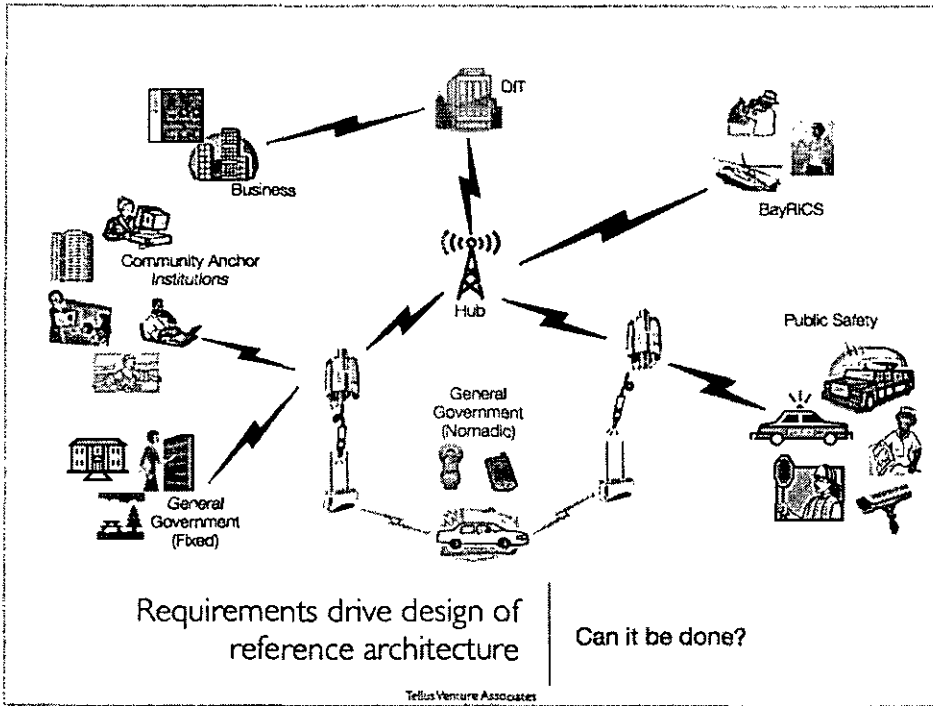 DIT
Business
BayRICS
Community Anchor
Institutions
Hub
Public Safety
General
Government
(Nomadic)
General
Government
(Fixed)
Requirements drive design of
reference architecture
Can it be done?
Tellus Venture Associates